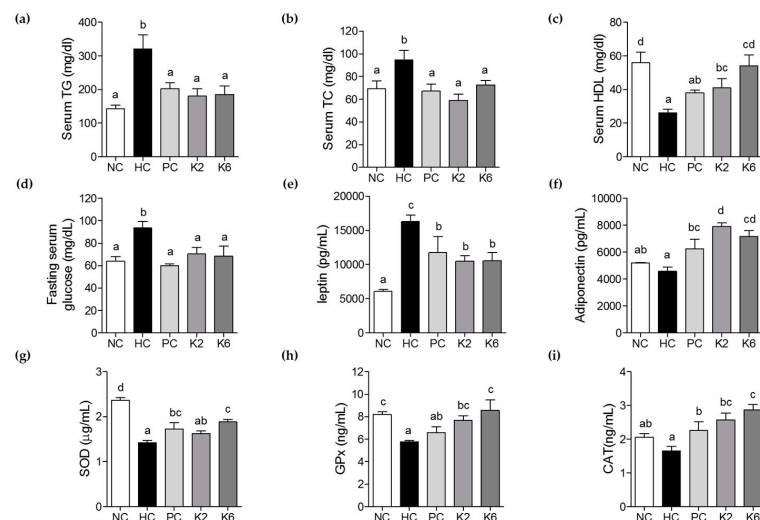 (a)
Serum TG (mg/dl)
400
300
200
100
0
a
b
a
a
a
NC HC PC K2 K6
(b)
Serum TC (mg/dl)
120
100
80
60
40
20
0
a
b
a
a
a
NC HC PC K2 K6
(c)
Serum HDL (mg/dl)
80
60
40
20
0
d
a
ab
bc
cd
NC HC PC K2 K6
(d)
Fasting serum
glucose (mg/dL)
120
100
80
60
40
20
0
a
b
a
a
a
NC HC PC K2 K6
(e)
leptin (pg/mL)
20000
15000
10000
5000
0
a
c
b
b
b
NC HC PC K2 K6
(f)
Adiponectin (pg/mL)
10000
8000
6000
4000
2000
0
ab
a
bc
d
cd
NC HC PC K2 K6
(g)
SOD (μg/mL)
3
2
1
0
d
a
bc
ab
c
NC HC PC K2 K6
(h)
GPx (ng/mL)
12
10
8
6
4
2
0
c
a
ab
bc
c
NC HC PC K2 K6
(i)
CAT(ng/mL)
4
3
2
1
0
ab
a
b
c
c
NC HC PC K2 K6